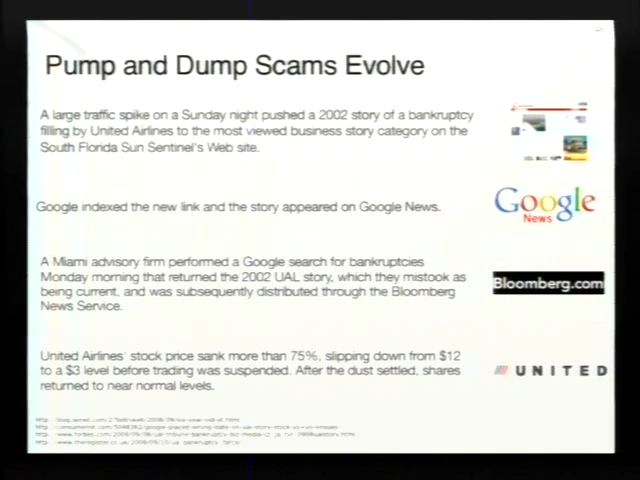 Pump and Dump Scams Evolve
A large traffic spike on a Sunday night pushed a 2002 story of a bankruptcy
filling by United Airlines to the most viewed business story category on the
South Florida Sun Sentinel's Web site.
Google indexed the new link and the story appeared on Google News.
Google
News
A Miami advisory firm performed a Google search for bankruptcies
Monday morning that returned the 2002 UAL story, which they mistook as
being current, and was subsequently distributed through the Bloomberg
News Service.
Bloomberg.com
United Airlines' stock price sank more than 75%, slipping down from $12
to a $3 level before trading was suspended. After the dust settled, shares
returned to near normal levels.
UNITED